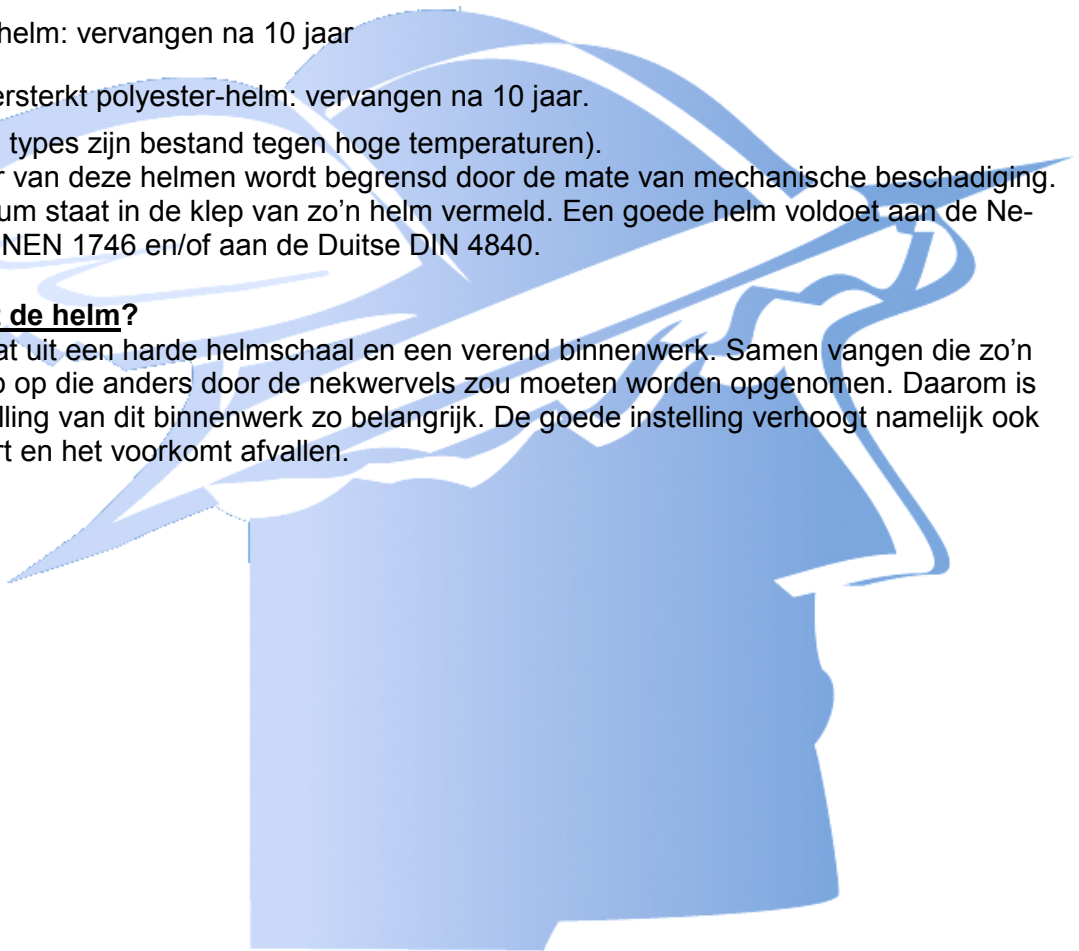 helm: vervangen na 10 jaar
ersterkt polyester-helm: vervangen na 10 jaar.
types zijn bestand tegen hoge temperaturen).
van deze helmen wordt begrensd door de mate van mechanische beschadiging.
um staat in de klep van zo’n helm vermeld. Een goede helm voldoet aan de Ne-
NEN 1746 en/of aan de Duitse DIN 4840.
de helm?
at uit een harde helmschaal en een verend binnenwerk. Samen vangen die zo’n
op die anders door de nekwervels zou moeten worden opgenomen. Daarom is
lling van dit binnenwerk zo belangrijk. De goede instelling verhoogt namelijk ook
rt en het voorkomt afvallen.